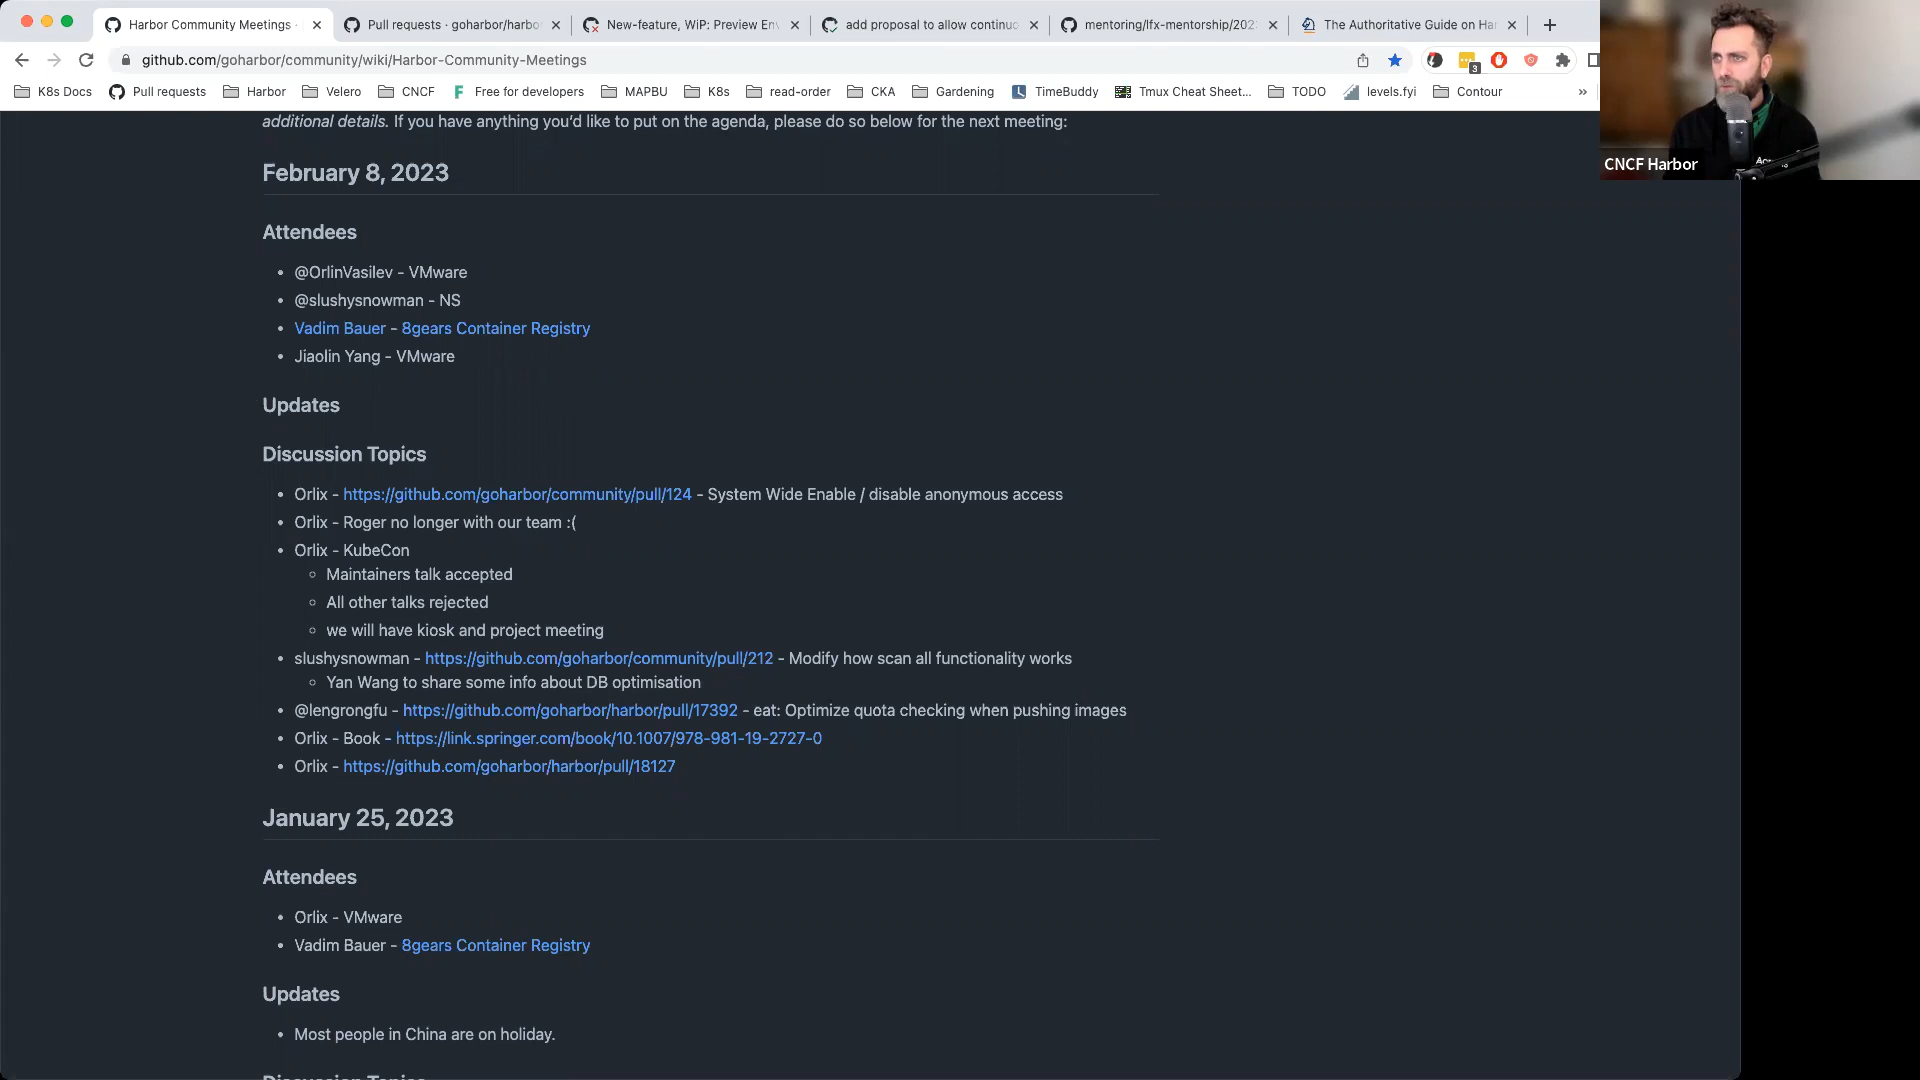 Harbor Community Meetings ·
Pull requests · goharbor/harbo
New-feature, WiP: Preview Env
add proposal to allow continuo
mentoring/lfx-mentorship/202
The Authoritative Guide on Har
github.com/goharbor/community/wiki/Harbor-Community-Meetings
3
K8s Docs
Pull requests
Harbor
Velero
CNCF
Free for developers
MAPBU
K8s
read-order
CKA
Gardening
TimeBuddy
Tmux Cheat Sheet...
TODO
levels.fyi
Contour
»
CNCF Harbor
additional details. If you have anything you’d like to put on the agenda, please do so below for the next meeting:
February 8, 2023
Attendees
• @OrlinVasilev - VMware
• @slushysnowman - NS
• Vadim Bauer - 8gears Container Registry
• Jiaolin Yang - VMware
Updates
Discussion Topics
• Orlix - https://github.com/goharbor/community/pull/124 - System Wide Enable / disable anonymous access
• Orlix - Roger no longer with our team :(
• Orlix - KubeCon
◦ Maintainers talk accepted
◦ All other talks rejected
◦ we will have kiosk and project meeting
• slushysnowman - https://github.com/goharbor/community/pull/212 - Modify how scan all functionality works
◦ Yan Wang to share some info about DB optimisation
• @lengrongfu - https://github.com/goharbor/harbor/pull/17392 - eat: Optimize quota checking when pushing images
• Orlix - Book - https://link.springer.com/book/10.1007/978-981-19-2727-0
• Orlix - https://github.com/goharbor/harbor/pull/18127
January 25, 2023
Attendees
• Orlix - VMware
• Vadim Bauer - 8gears Container Registry
Updates
• Most people in China are on holiday.
Discussion Topics